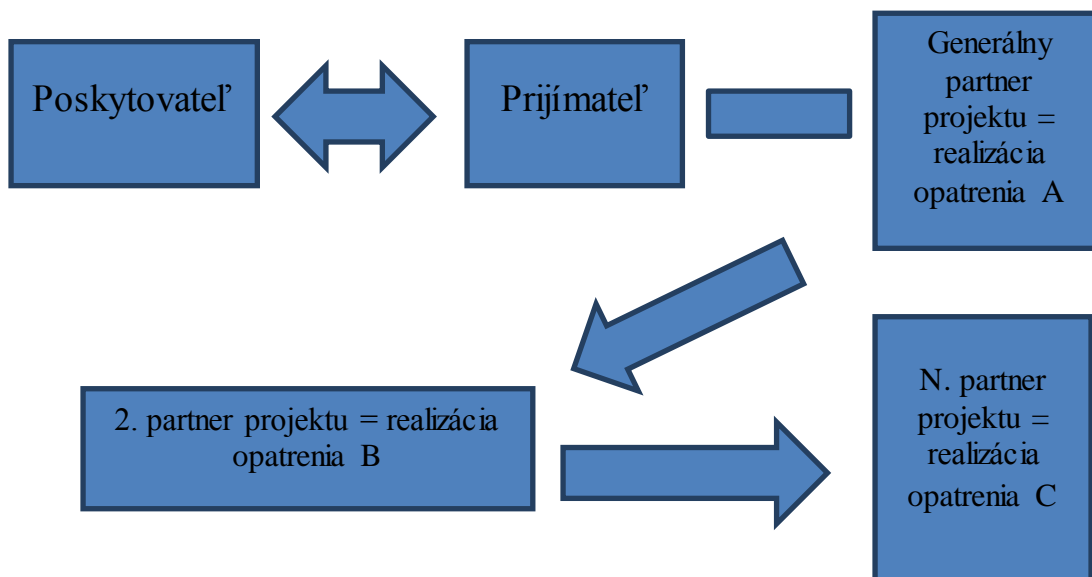 Poskytovateľ
Prijímateľ
Generálny
partner
projektu =
realizácia
opatrenia A
2. partner projektu = realizácia
opatrenia B
N. partner
projektu =
realizácia
opatrenia C